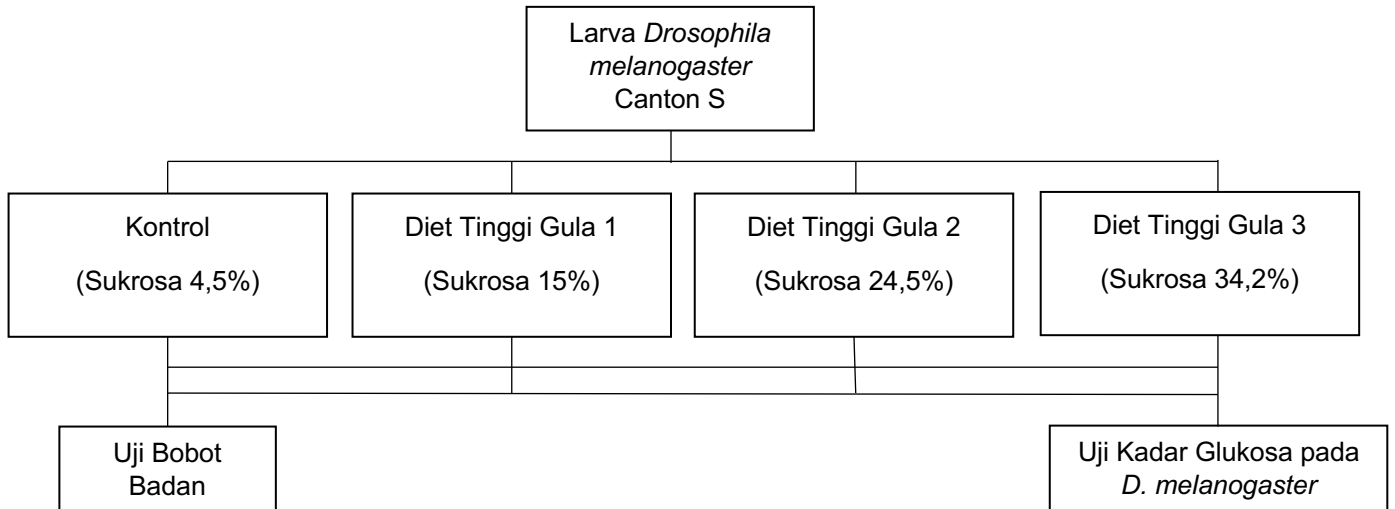 Larva Drosophila
melanogaster
Canton S
Kontrol
(Sukrosa 4,5%)
Diet Tinggi Gula 1
(Sukrosa 15%)
Diet Tinggi Gula 2
(Sukrosa 24,5%)
Diet Tinggi Gula 3
(Sukrosa 34,2%)
Uji Bobot
Badan
Uji Kadar Glukosa pada
D. melanogaster